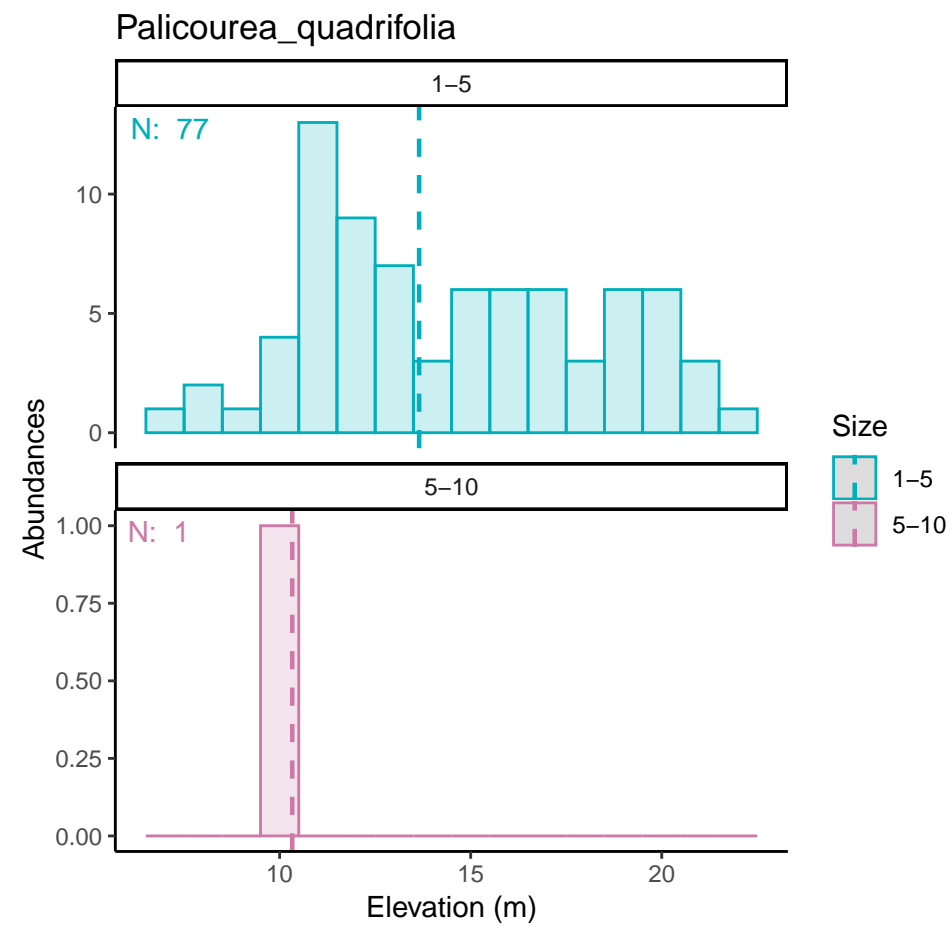 Palicourea_quadrifolia
1–5
N: 77
10
5
0
5–10
N: 1
1.00
0.75
0.50
0.25
0.00
10 15 20
Elevation (m)
Abundances
Size
1–5
5–10